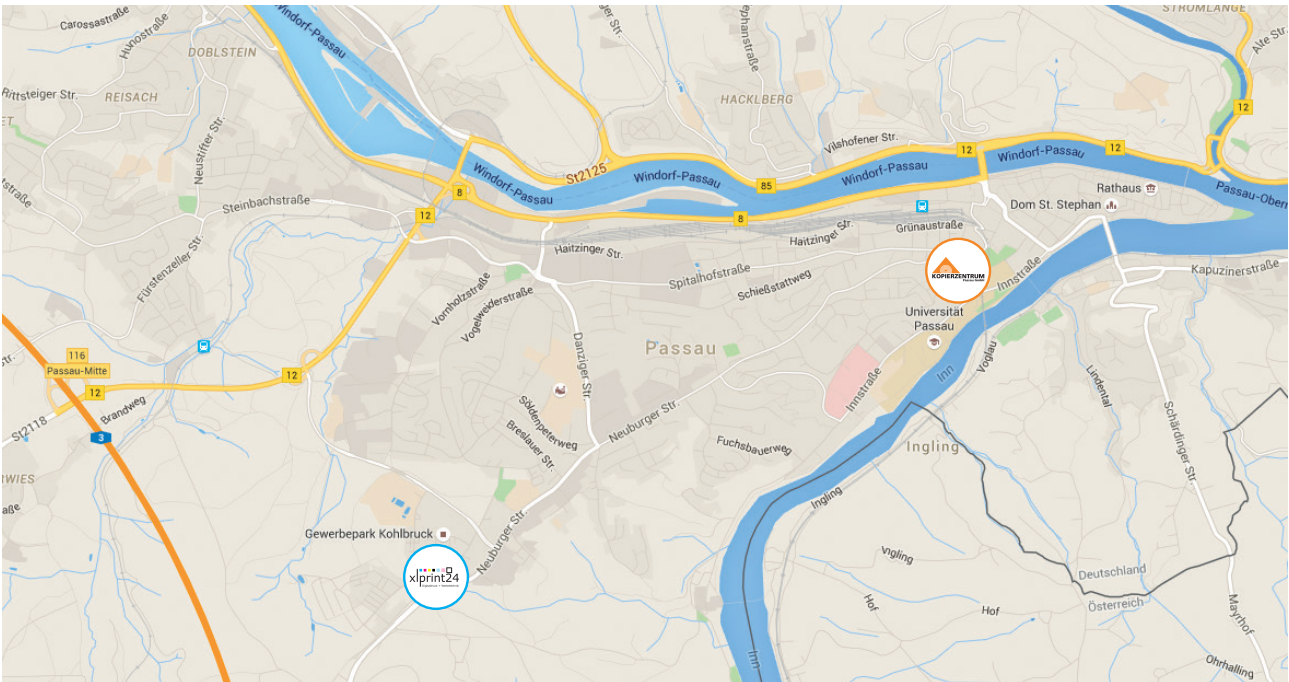 STROMLÄNGE
Carossastraße
Hunostraße
Windorf-Passau
Alte Str.
DOBLSTEIN
Rittsteiger Str.
REISACH
HACKLBERG
12
Neustifter Str.
Vilshofener Str.
12
Windorf-Passau
12
St2125
Windorf-Passau
Windorf-Passau
Windorf-Passau
85
8
Rathaus
Steinbachstraße
12
8
Dom St. Stephan
Grünaustraße
Haitzinger Str.
Haitzinger Str.
Fürstenzeller Str.
Spitalhofstraße
Schießstattweg
KOPIERZENTRUM
Innstraße
Kapuzinerstraße
Vornholzstraße
Vogelweiderstraße
Universität
Passau
Danziger Str.
Passau
116
Passau-Mitte
12
12
Brandweg
St2118
3
Inn
Voglau
Innstraße
Lindental
Söldenpeterweg
Breslauer Str.
Neuburger Str.
Fuchsbauerweg
Schärdinger Str.
Ingling
Ingling
Neuburger Str.
Gewerbepark Kohlbruck
xlprint24
Vigling
Deutschland
Österreich
Hof
Hof
Mayrhof
Inn
Ohrhalling